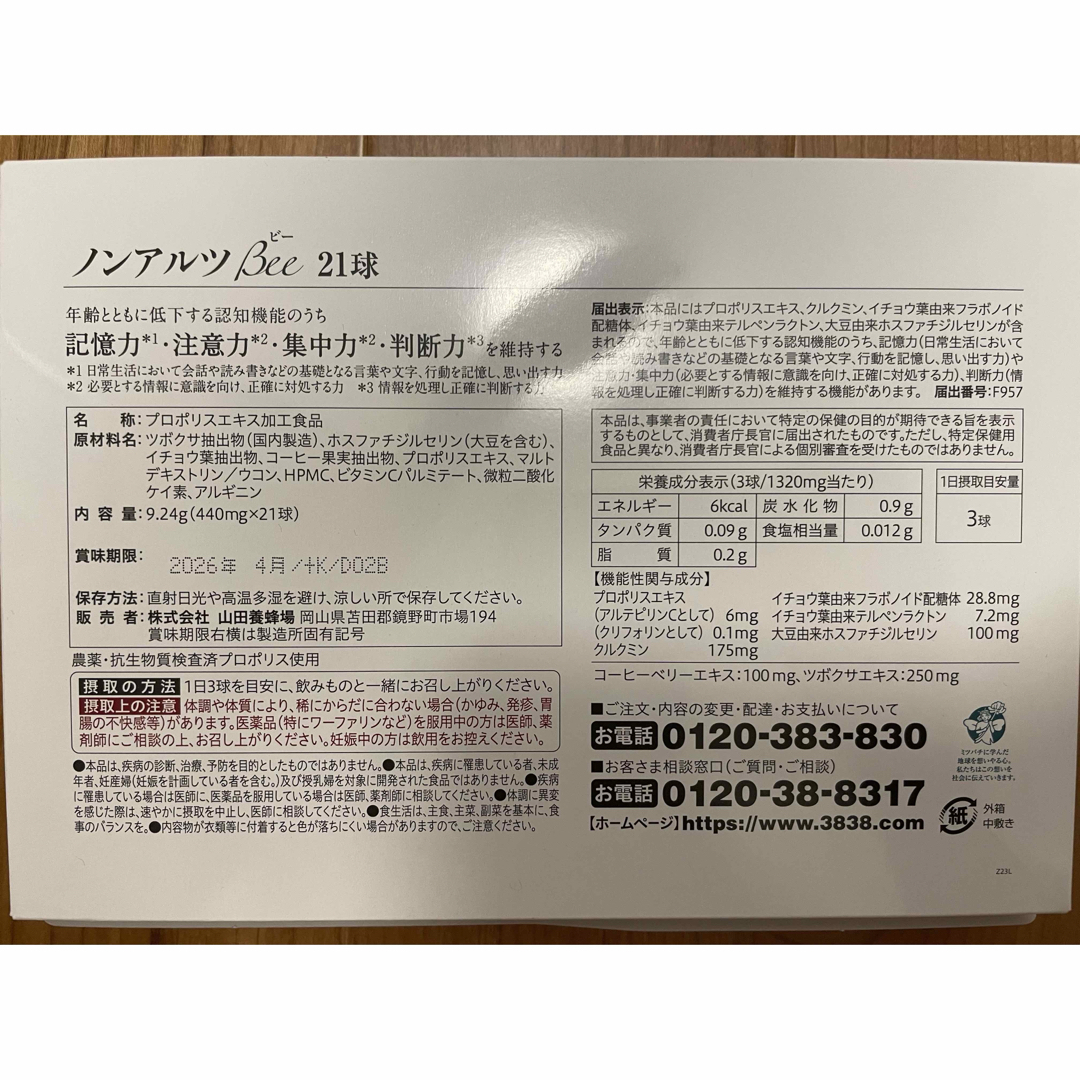 ノンアルツBee 21球
ビー
年齢とともに低下する認知機能のうち
記憶力*1・注意力*2・集中力*2・判断力*3を維持する
*1 日常生活において会話や読み書きなどの基礎となる言葉や文字、行動を記憶し、思い出す力
*2 必要とする情報に意識を向け、正確に対処する力 *3 情報を処理し正確に判断する力
名 称:プロポリスエキス加工食品
原材料名:ツボクサ抽出物(国内製造)、ホスファチジルセリン(大豆を含む)、
イチョウ葉抽出物、コーヒー果実抽出物、プロポリスエキス、マルト
デキストリン/ウコン、HPMC、ビタミンCパルミテート、微粒二酸化
ケイ素、アルギニン
内 容 量:9.24g(440mg×21球)
賞味期限:
2026年 4月/+K/D02B
保存方法:直射日光や高温多湿を避け、涼しい所で保存してください。
販 売 者:株式会社 山田養蜂場 岡山県苫田郡鏡野町市場194
賞味期限右横は製造所固有記号
農薬・抗生物質検査済プロポリス使用
摂取の方法 1日3球を目安に、飲みものと一緒にお召し上がりください。
摂取上の注意 体調や体質により、稀にからだに合わない場合(かゆみ、発疹、胃
腸の不快感等)があります。医薬品(特にワーファリンなど)を服用中の方は医師、薬
剤師にご相談の上、お召し上がりください。妊娠中の方は飲用をお控えください。
●本品は、疾病の診断、治療、予防を目的としたものではありません。●本品は、疾病に罹患している者、未成
年者、妊産婦(妊娠を計画している者を含む。)及び授乳婦を対象に開発された食品ではありません。●疾病
に罹患している場合は医師に、医薬品を服用している場合は医師、薬剤師に相談してください。●体調に異変
を感じた際は、速やかに摂取を中止し、医師に相談してください。●食生活は、主食、主菜、副菜を基本に、食
事のバランスを。●内容物が衣類等に付着すると色が落ちにくい場合がありますので、ご注意ください。
届出表示:本品にはプロポリスエキス、クルクミン、イチョウ葉由来フラボノイド
配糖体、イチョウ葉由来テルペンラクトン、大豆由来ホスファチジルセリンが含
まれるので、年齢とともに低下する認知機能のうち、記憶力(日常生活において
会話や読み書きなどの基礎となる言葉や文字、行動を記憶し、思い出す力)や
注意力・集中力(必要とする情報に意識を向け、正確に対処する力)、判断力(情
報を処理し正確に判断する力)を維持する機能があります。 届出番号:F957
本品は、事業者の責任において特定の保健の目的が期待できる旨を表示
するものとして、消費者庁長官に届出されたものです。ただし、特定保健用
食品と異なり、消費者庁長官による個別審査を受けたものではありません。
栄養成分表示(3球/1320mg当たり)
エネルギー 6kcal 炭水化物 0.9g
タンパク質 0.09g 食塩相当量 0.012g
脂 質 0.2g
1日摂取目安量
3球
【機能性関与成分】
プロポリスエキス
(アルテピリンCとして) 6mg
(クリフォリンとして) 0.1mg
クルクミン 175mg
イチョウ葉由来フラボノイド配糖体 28.8mg
イチョウ葉由来テルペンラクトン 7.2mg
大豆由来ホスファチジルセリン 100mg
コーヒーベリーエキス:100mg、ツボクサエキス:250mg
■ご注文・内容の変更・配達・お支払いについて
お電話 0120-383-830
■お客さま相談窓口(ご質問・ご相談)
お電話 0120-38-8317
【ホームページ】https://www.3838.com
ミツバチに学んだ
地球を想いやる心。
私たちはこの想いを
社会に伝えていきます。
紙 外箱
中敷き
Z23L